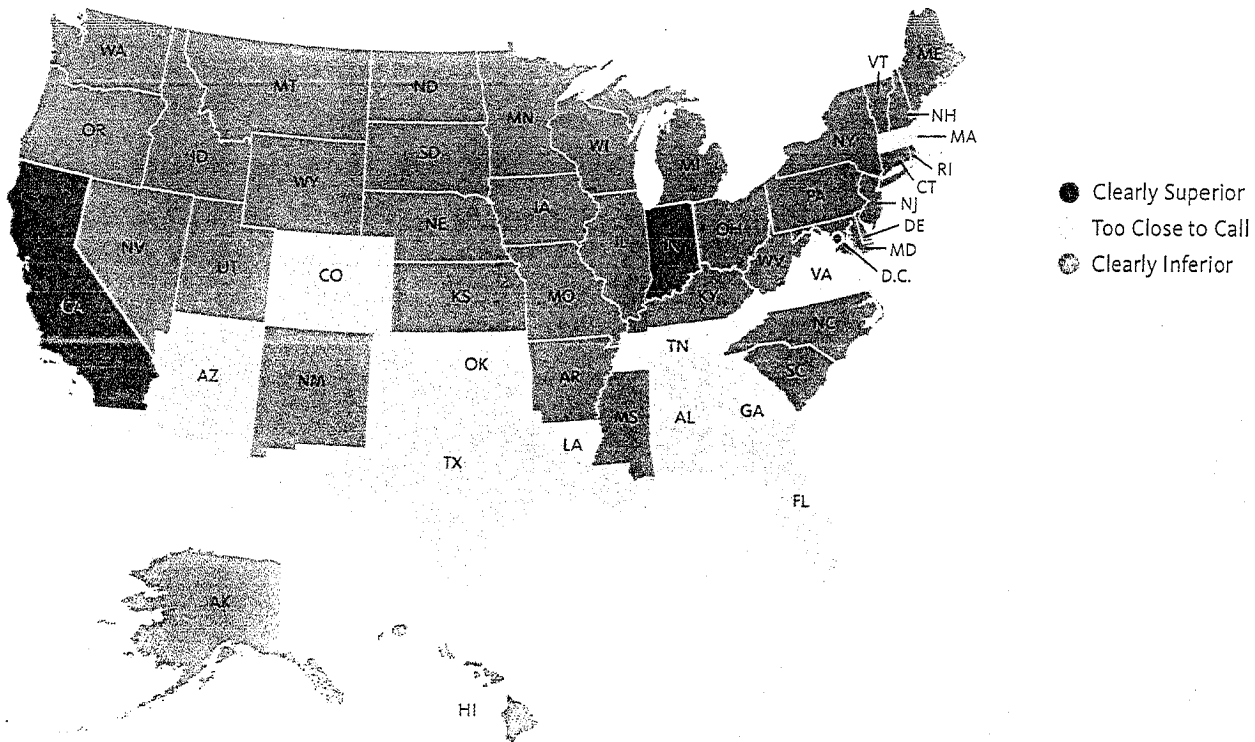 WA
MT
ND
MN
OR
ID
WY
SD
WI
MI
NY
VT
ME
NH
MA
RI
CT
NJ
DE
MD
D.C.
NV
UT
CO
NE
IA
IL
IN
OH
PA
WV
VA
CA
KS
MO
KY
AZ
NM
OK
AR
TN
NC
SC
TX
LA
MS
AL
GA
FL
AK
HI
Clearly Superior
Too Close to Call
Clearly Inferior